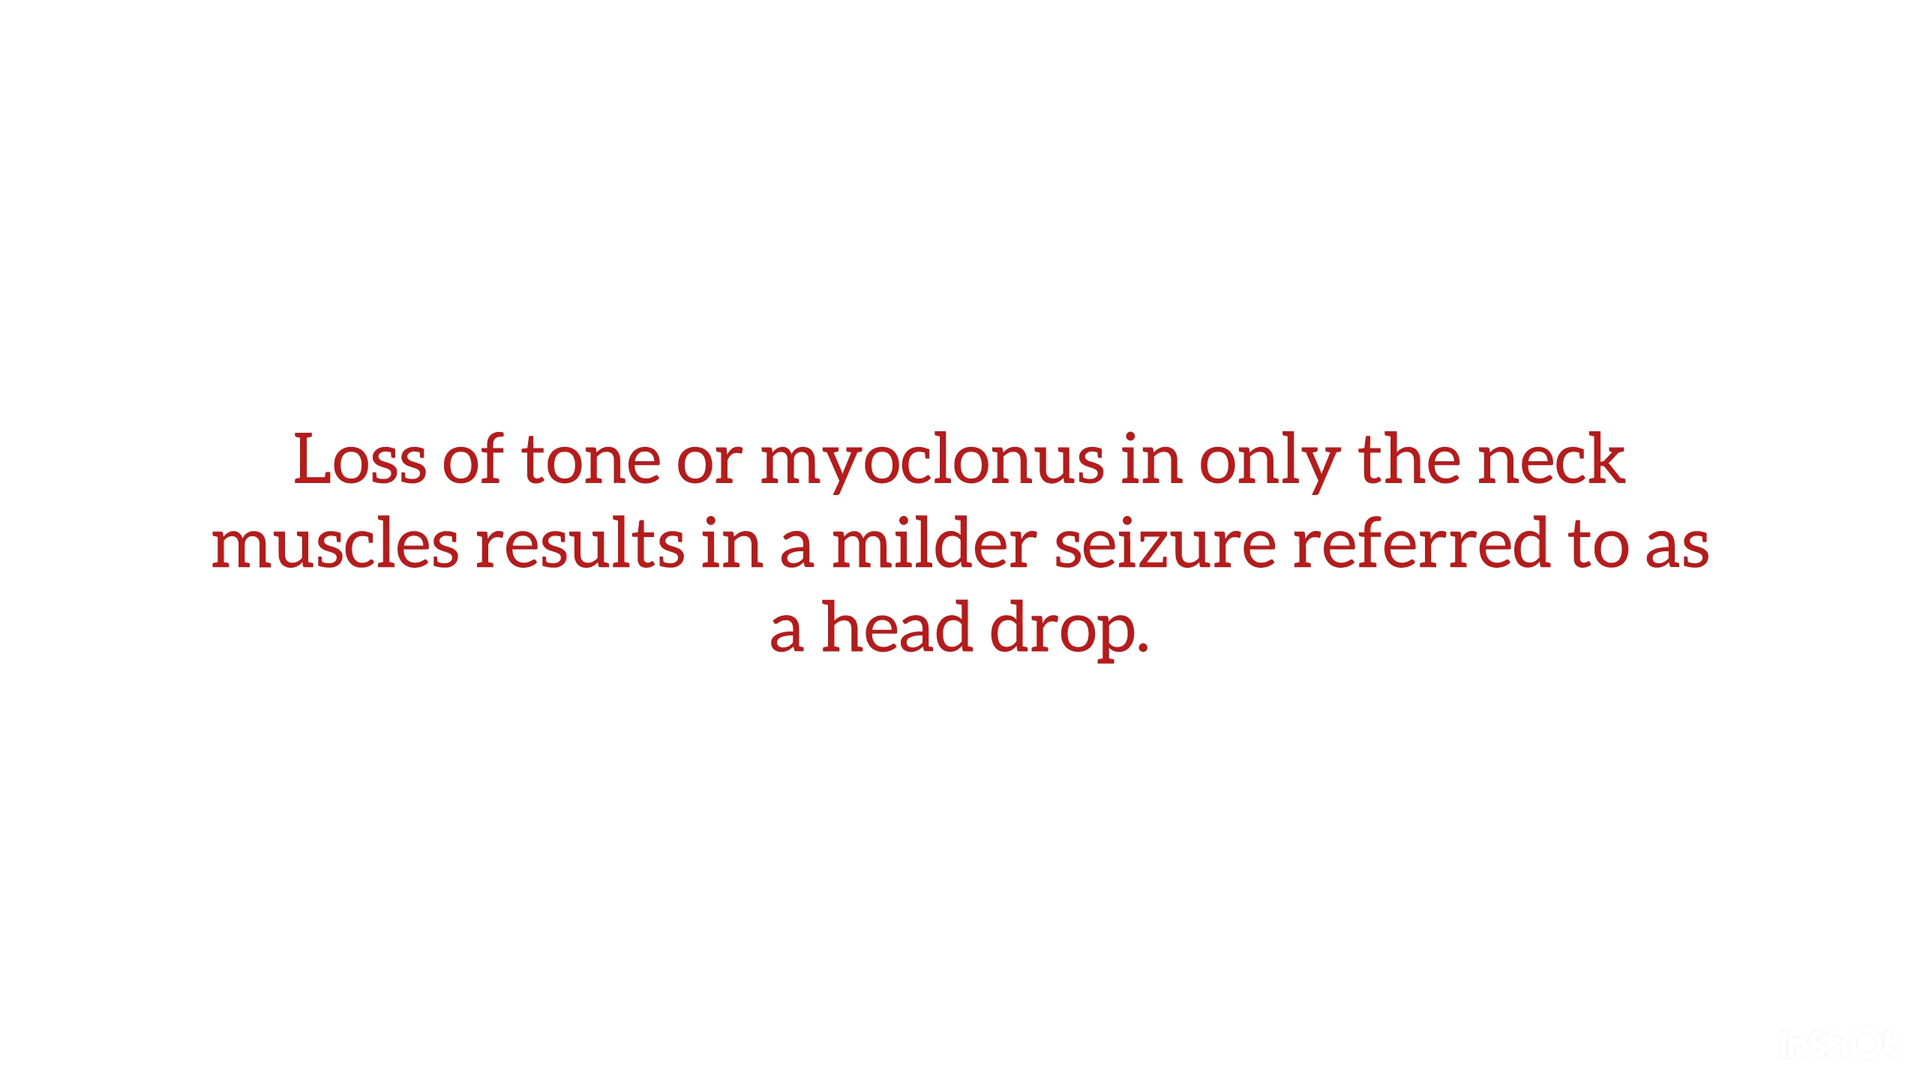 Loss of tone or myoclonus in only the neck
muscles results in a milder seizure referred to as
a head drop.
InShOt